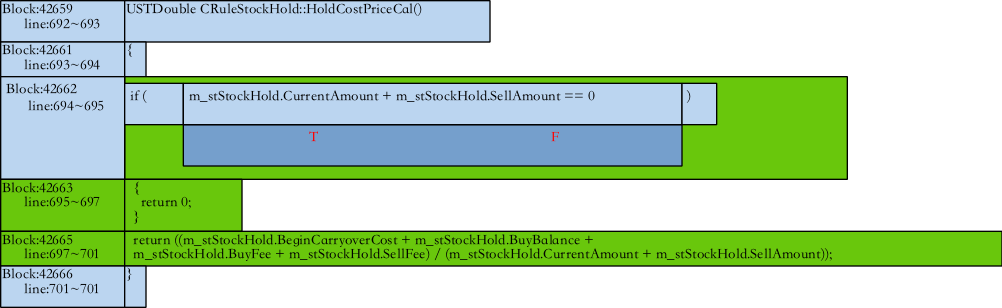 Block:42659
line:692~693
USTDouble CRuleStockHold::HoldCostPriceCal()
Block:42661
line:693~694
{
Block:42662
line:694~695
if (
m_stStockHold.CurrentAmount + m_stStockHold.SellAmount == 0
)
T
F
Block:42663
line:695~697
{
return 0;
}
Block:42665
line:697~701
return ((m_stStockHold.BeginCarryoverCost + m_stStockHold.BuyBalance +
m_stStockHold.BuyFee + m_stStockHold.SellFee) / (m_stStockHold.CurrentAmount + m_stStockHold.SellAmount));
Block:42666
line:701~701
}